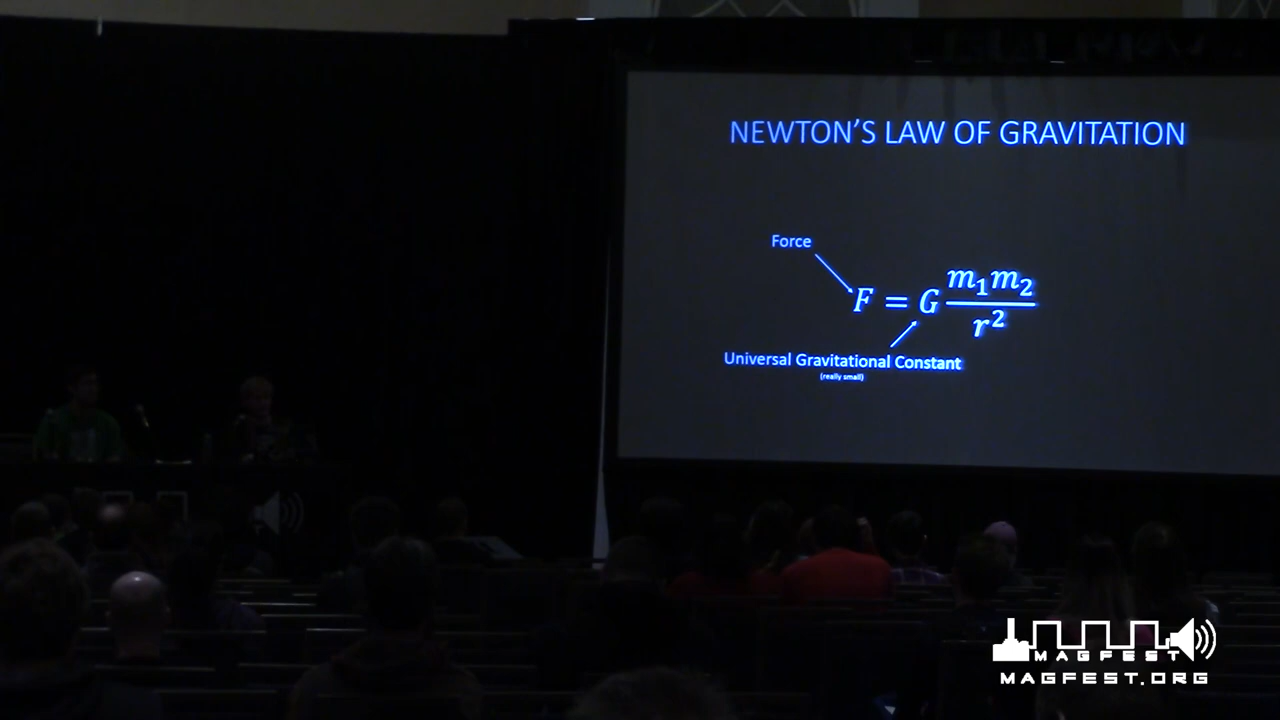 NEWTON'S LAW OF GRAVITATION
Force
F = G m₁m₂ / r²
Universal Gravitational Constant
(really small)
MAGFEST
MAGFEST.ORG